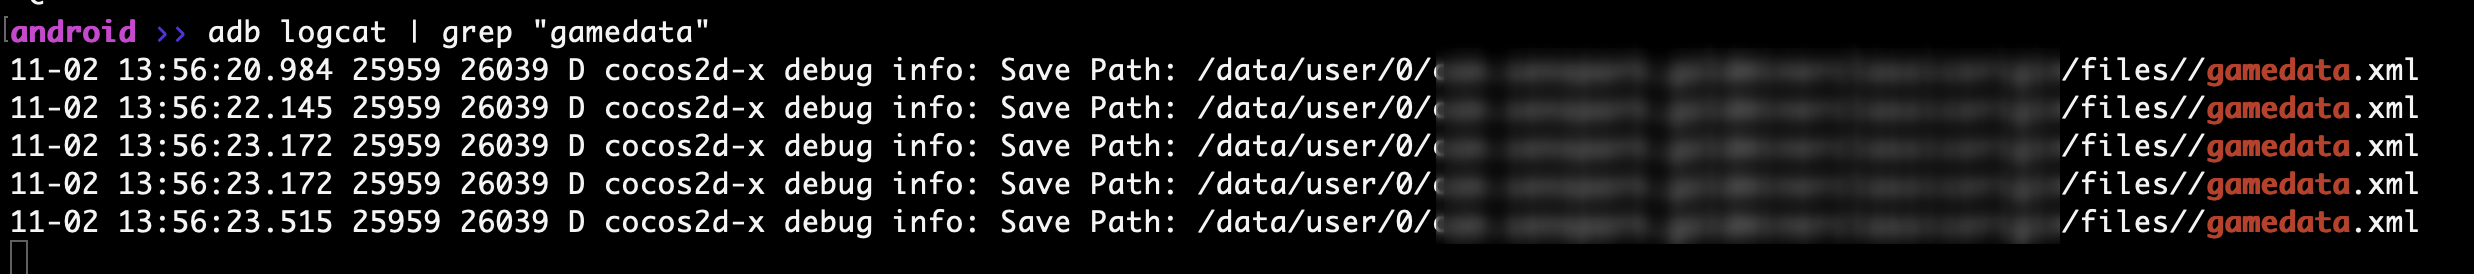 android >> adb logcat | grep "gamedata"
11-02 13:56:20.984 25959 26039 D cocos2d-x debug info: Save Path: /data/user/0/ /files//gamedata.xml
11-02 13:56:22.145 25959 26039 D cocos2d-x debug info: Save Path: /data/user/0/ /files//gamedata.xml
11-02 13:56:23.172 25959 26039 D cocos2d-x debug info: Save Path: /data/user/0/ /files//gamedata.xml
11-02 13:56:23.172 25959 26039 D cocos2d-x debug info: Save Path: /data/user/0/ /files//gamedata.xml
11-02 13:56:23.515 25959 26039 D cocos2d-x debug info: Save Path: /data/user/0/ /files//gamedata.xml